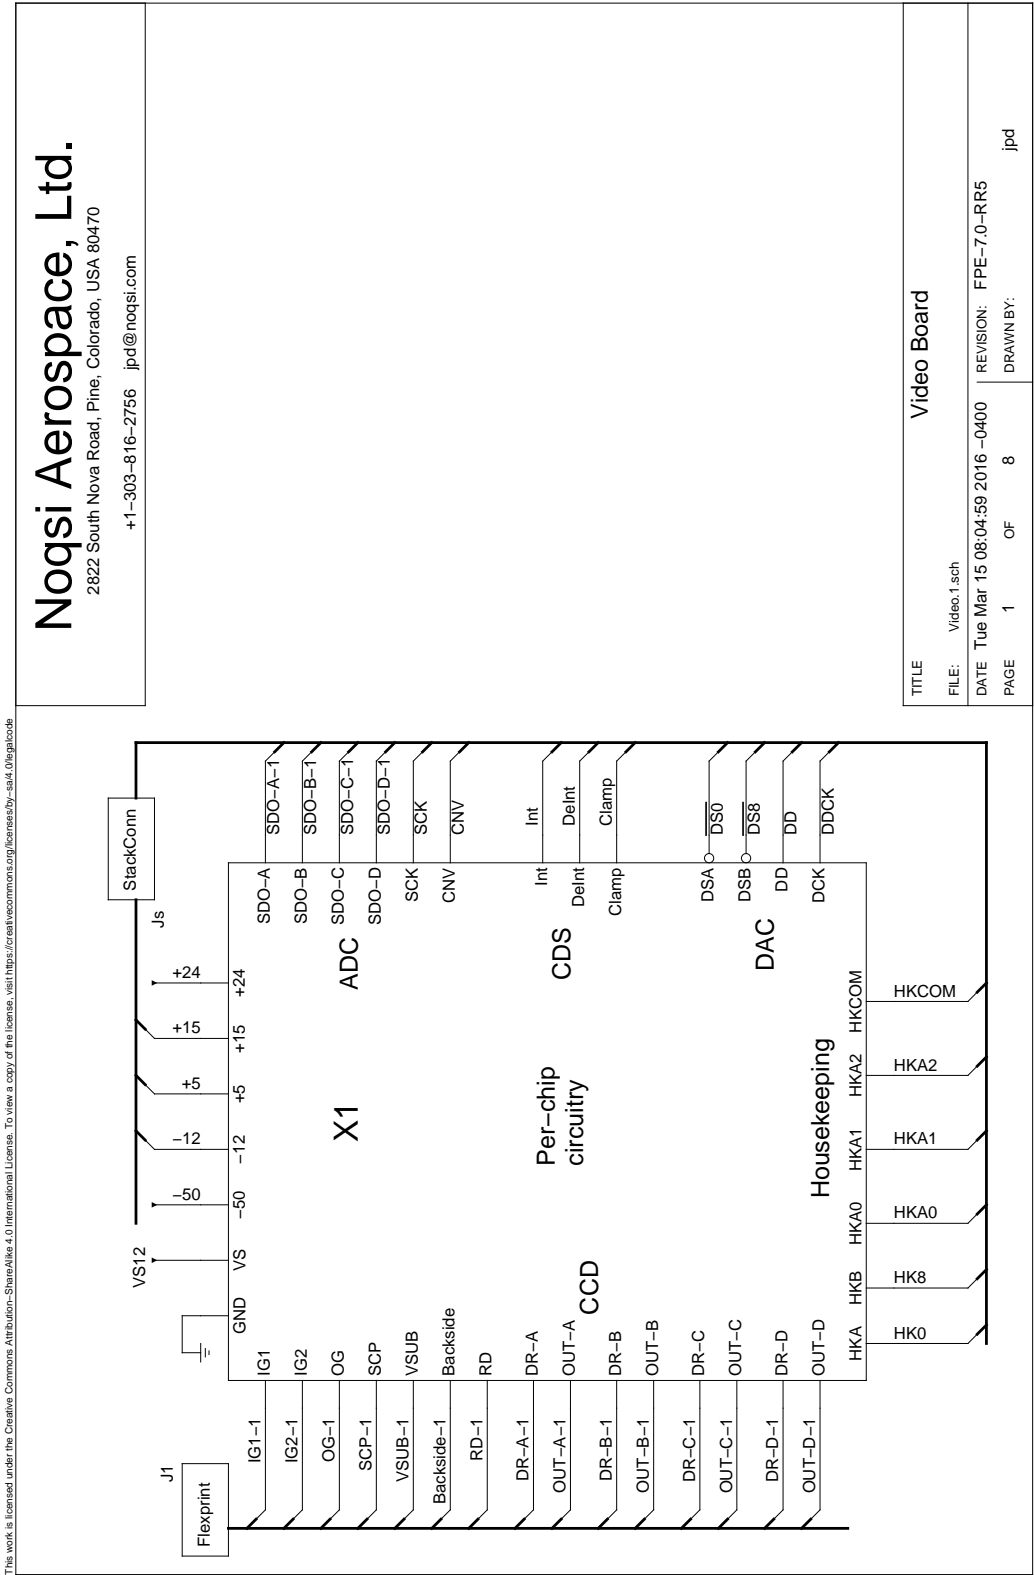 This work is licensed under the Creative Commons Attribution−ShareAlike 4.0 International License. To view a copy of the license, visit https://creativecommons.org/licenses/by−sa/4.0/legalcode
Noqsi Aerospace, Ltd.
2822 South Nova Road, Pine, Colorado, USA 80470
+1−303−816−2756 jpd@noqsi.com
J1
Flexprint
IG1−1
IG2−1
OG−1
SCP−1
VSUB−1
Backside−1
RD−1
DR−A−1
OUT−A−1
DR−B−1
OUT−B−1
DR−C−1
OUT−C−1
DR−D−1
OUT−D−1
IG1
IG2
OG
SCP
VSUB
Backside
RD
DR−A
OUT−A
DR−B
OUT−B
DR−C
OUT−C
DR−D
OUT−D
CCD
VS12
−50
−12
+5
+15
+24
GND
VS
−50
−12
+5
+15
+24
StackConn
Js
X1
Per−chip
circuitry
ADC
CDS
DAC
Housekeeping
SDO−A
SDO−B
SDO−C
SDO−D
SCK
CNV
Int
DeInt
Clamp
DSA
DSB
DD
DCK
SDO−A−1
SDO−B−1
SDO−C−1
SDO−D−1
SCK
CNV
Int
DeInt
Clamp
DS0
DS8
DD
DDCK
HKA
HKB
HKA0
HKA1
HKA2
HKCOM
HK0
HK8
HKA0
HKA1
HKA2
HKCOM
TITLE
Video Board
FILE: Video.1.sch
DATE Tue Mar 15 08:04:59 2016 −0400 REVISION: FPE−7.0−RR5
PAGE 1 OF 8 DRAWN BY: jpd